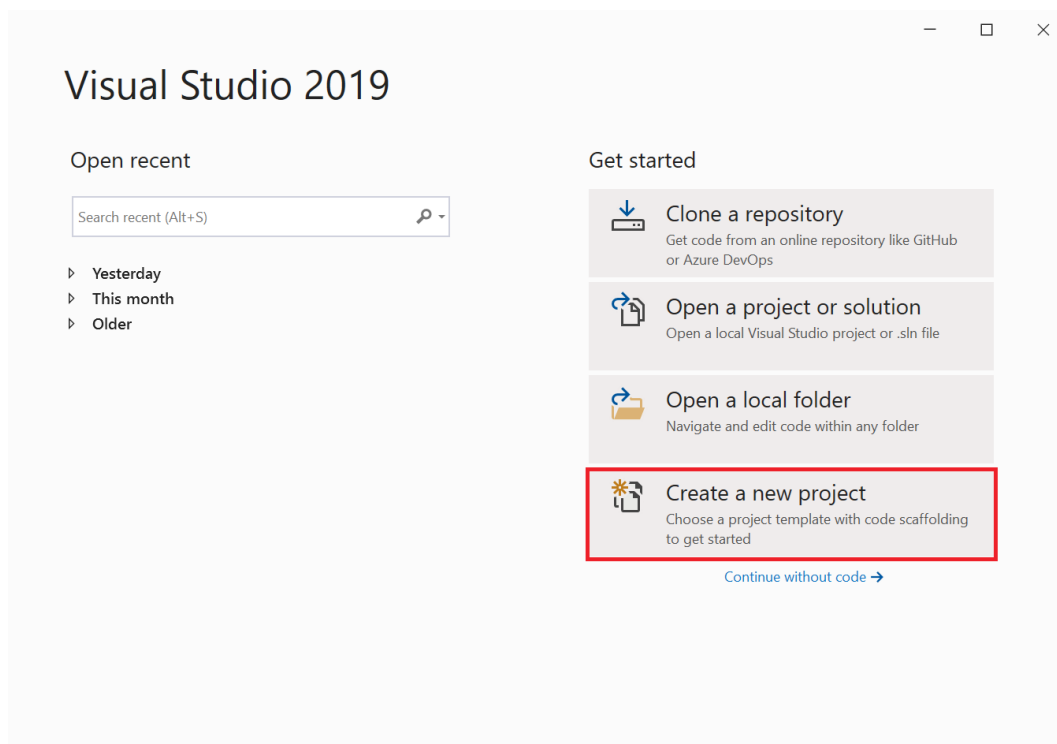 Visual Studio 2019
Open recent
Search recent (Alt+S)
Yesterday
This month
Older
Get started
Clone a repository
Get code from an online repository like GitHub
or Azure DevOps
Open a project or solution
Open a local Visual Studio project or .sln file
Open a local folder
Navigate and edit code within any folder
Create a new project
Choose a project template with code scaffolding
to get started
Continue without code